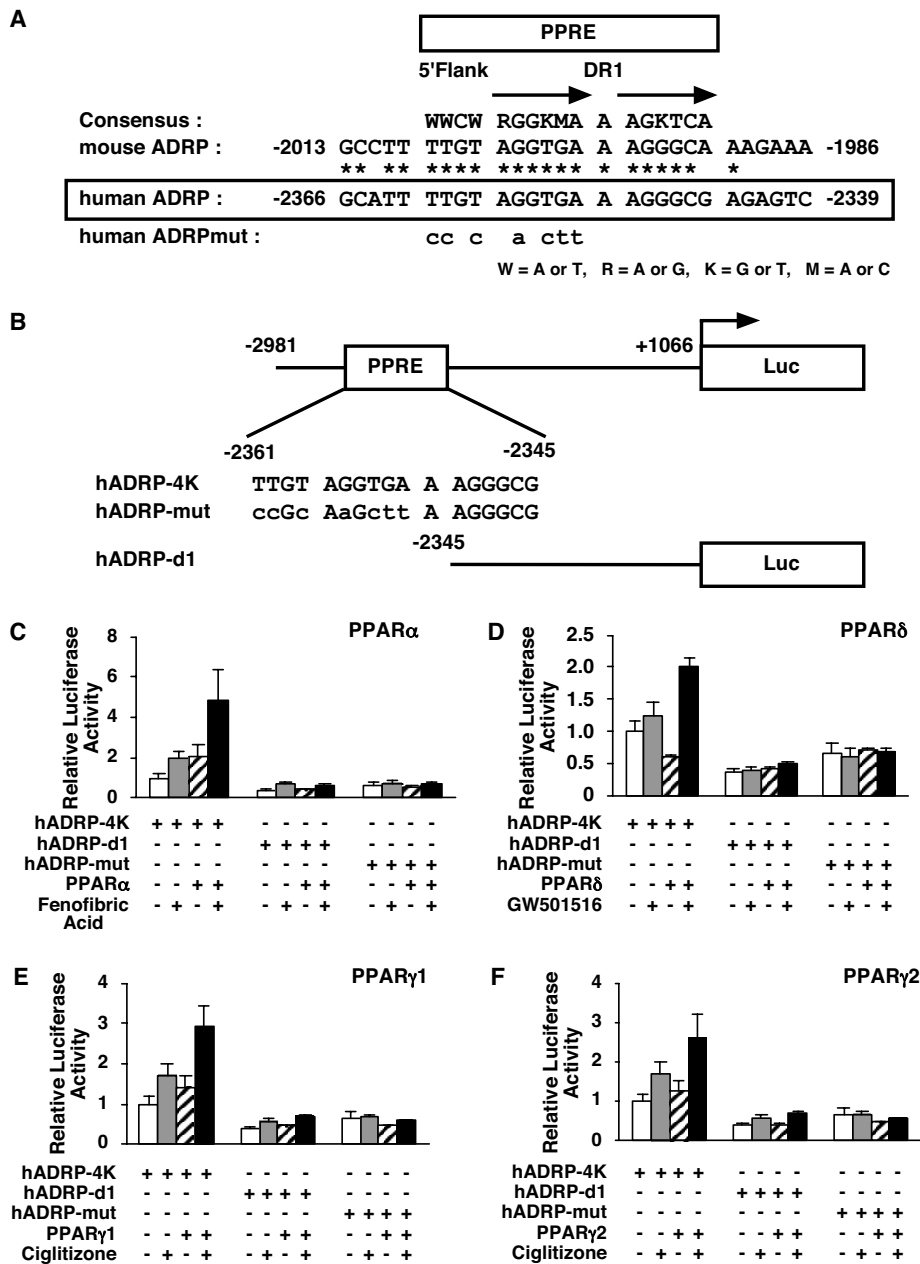 A
PPRE
5'Flank DR1
Consensus : WWCW RGGKMA A AGKTCA
mouse ADRP : -2013 GCCTT TTGT AGGTGA A AGGGCA AAGAAA -1986
** ** **** ****** * ***** *
human ADRP : -2366 GCATT TTGT AGGTGA A AGGGCG AGAGTC -2339
human ADRPmut : cc c a ctt
W = A or T, R = A or G, K = G or T, M = A or C
B
-2981 PPRE +1066 Luc
-2361 -2345
hADRP-4K TTGT AGGTGA A AGGGCG
hADRP-mut ccGc AaGctt A AGGGCG
-2345
hADRP-d1 Luc
C PPARα
Relative Luciferase Activity
8
6
4
2
0
hADRP-4K + + + + - - - - - - - -
hADRP-d1 - - - - + + + + - - - -
hADRP-mut - - - - - - - - + + + +
PPARα - - + + - - + + - - + +
Fenofibric Acid - + - + - + - + - + - +
D PPARδ
Relative Luciferase Activity
2.5
2.0
1.5
1.0
0.5
0
hADRP-4K + + + + - - - - - - - -
hADRP-d1 - - - - + + + + - - - -
hADRP-mut - - - - - - - - + + + +
PPARδ - - + + - - + + - - + +
GW501516 - + - + - + - + - + - +
E PPARγ1
Relative Luciferase Activity
4
3
2
1
0
hADRP-4K + + + + - - - - - - - -
hADRP-d1 - - - - + + + + - - - -
hADRP-mut - - - - - - - - + + + +
PPARγ1 - - + + - - + + - - + +
Ciglitizone - + - + - + - + - + - +
F PPARγ2
Relative Luciferase Activity
4
3
2
1
0
hADRP-4K + + + + - - - - - - - -
hADRP-d1 - - - - + + + + - - - -
hADRP-mut - - - - - - - - + + + +
PPARγ2 - - + + - - + + - - + +
Ciglitizone - + - + - + - + - + - +